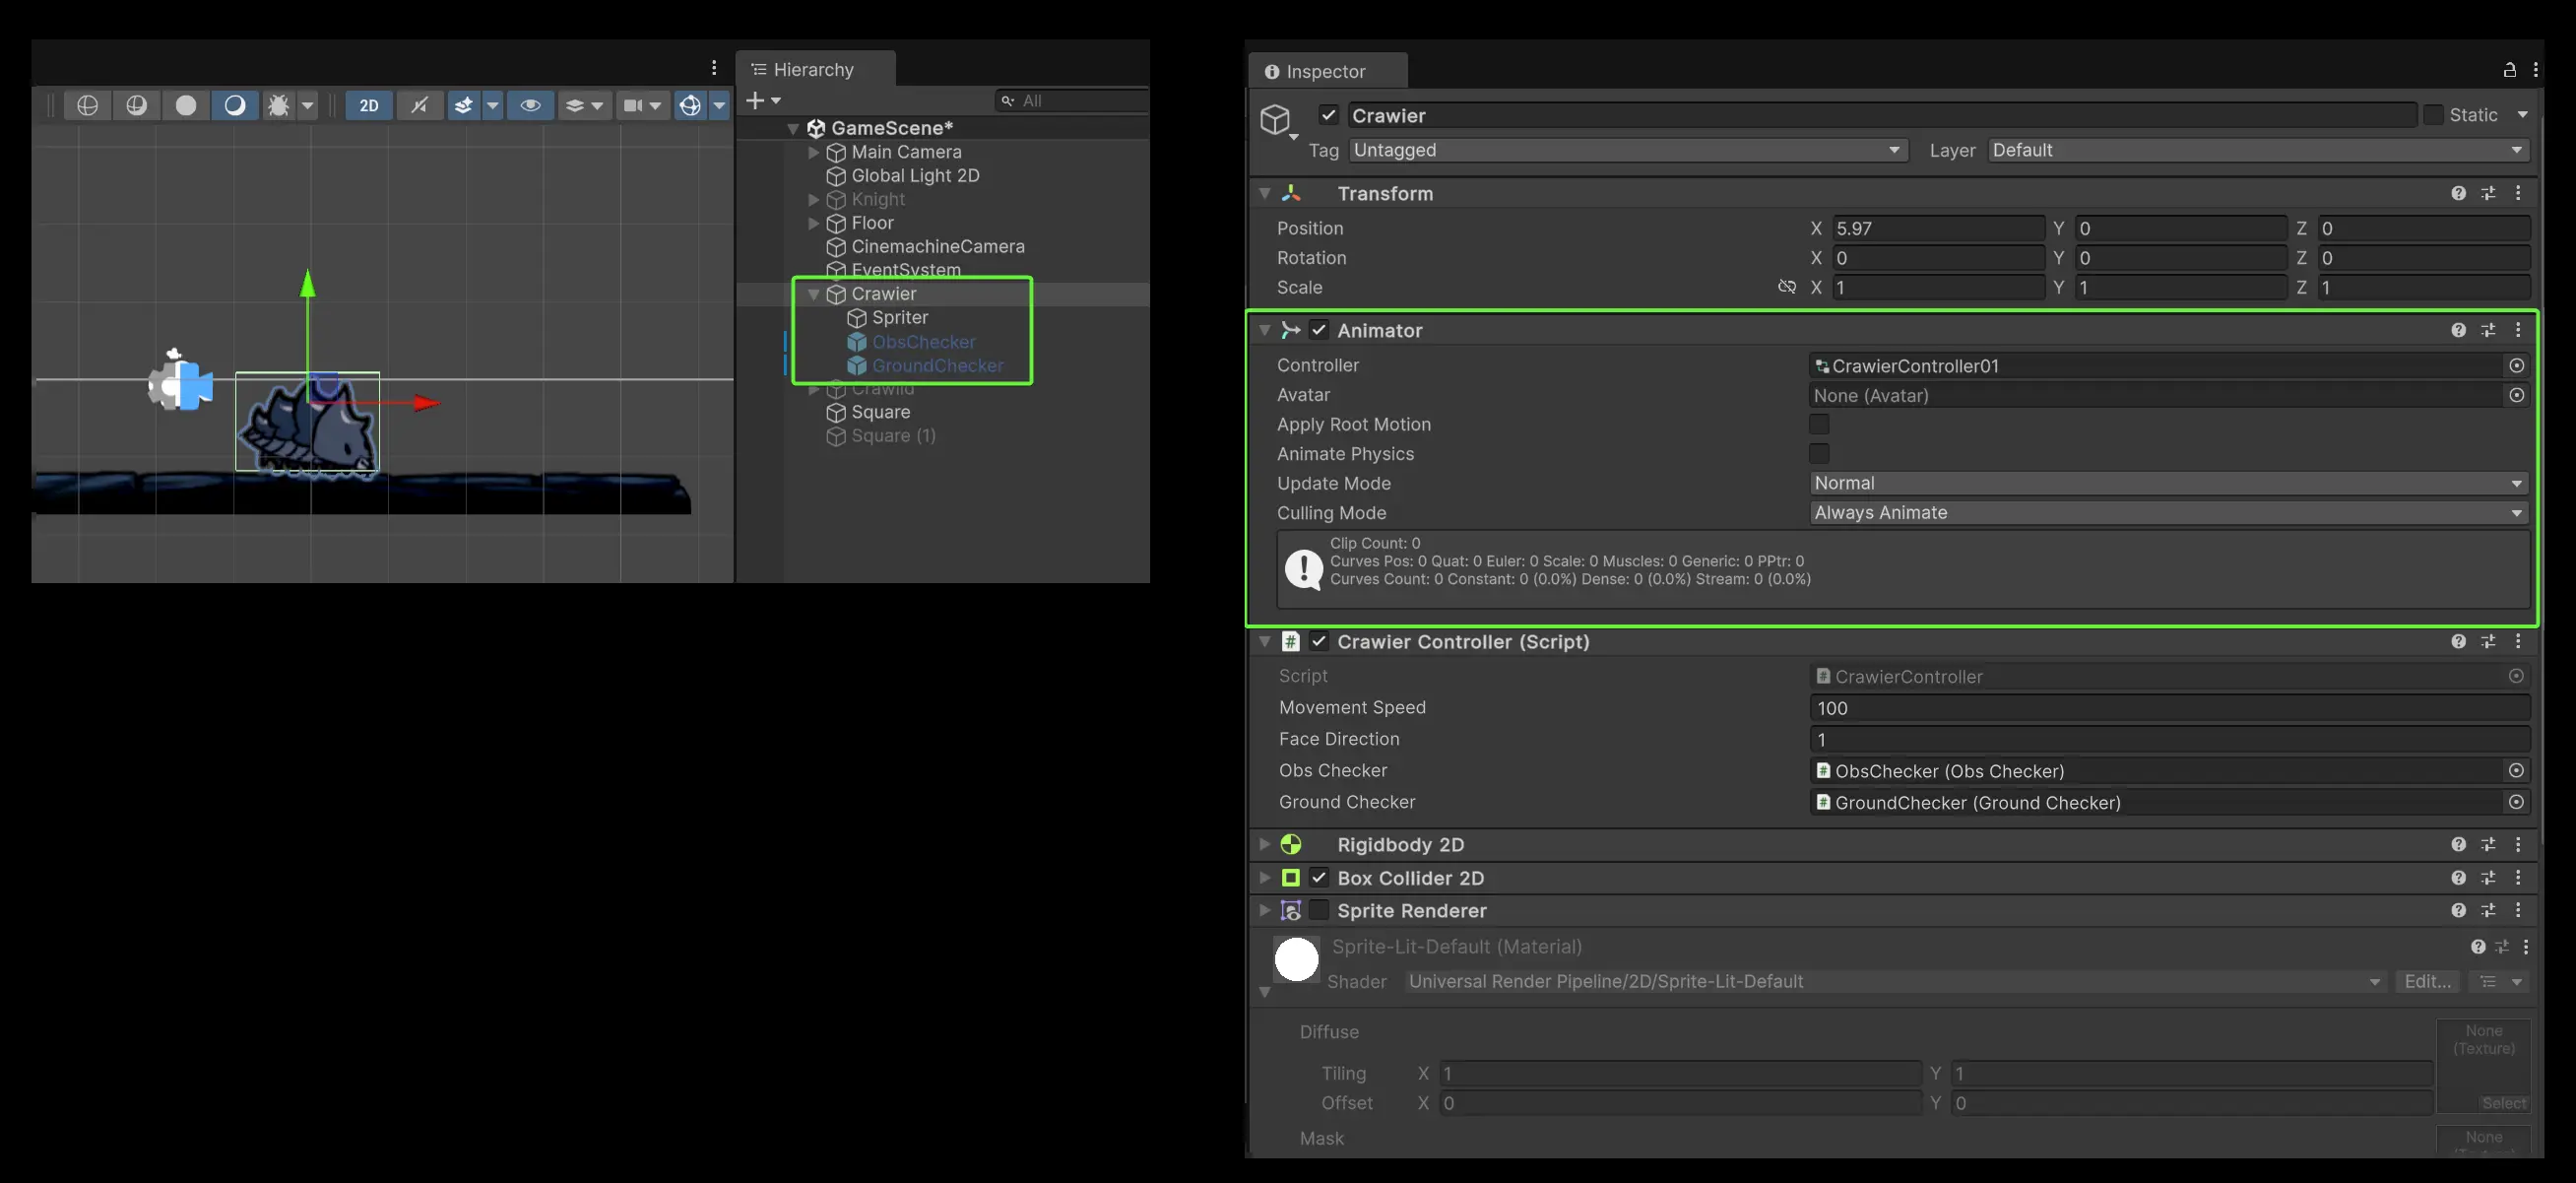 Hierarchy
2D
All
GameScene*
Main Camera
Global Light 2D
Knight
Floor
CinemachineCamera
EventSystem
Crawier
Spriter
ObsChecker
GroundChecker
Crawlid
Square
Square (1)
Inspector
Crawier
Static
Tag Untagged Layer Default
Transform
Position X 5.97 Y 0 Z 0
Rotation X 0 Y 0 Z 0
Scale X 1 Y 1 Z 1
Animator
Controller CrawierController01
Avatar None (Avatar)
Apply Root Motion
Animate Physics
Update Mode Normal
Culling Mode Always Animate
Clip Count: 0
Curves Pos: 0 Quat: 0 Euler: 0 Scale: 0 Muscles: 0 Generic: 0 PPtr: 0
Curves Count: 0 Constant: 0 (0.0%) Dense: 0 (0.0%) Stream: 0 (0.0%)
Crawier Controller (Script)
Script CrawierController
Movement Speed 100
Face Direction 1
Obs Checker ObsChecker (Obs Checker)
Ground Checker GroundChecker (Ground Checker)
Rigidbody 2D
Box Collider 2D
Sprite Renderer
Sprite-Lit-Default (Material)
Shader Universal Render Pipeline/2D/Sprite-Lit-Default Edit...
Diffuse
None
(Texture)
Tiling X 1 Y 1
Offset X 0 Y 0
Select
Mask
None